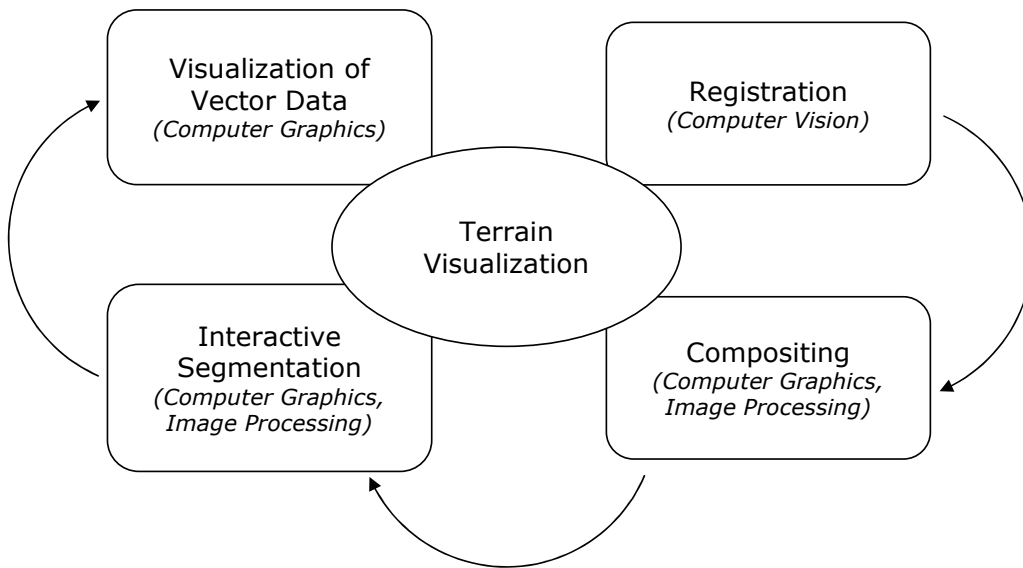 Visualization of
Vector Data
(Computer Graphics)
Registration
(Computer Vision)
Terrain
Visualization
Interactive
Segmentation
(Computer Graphics,
Image Processing)
Compositing
(Computer Graphics,
Image Processing)